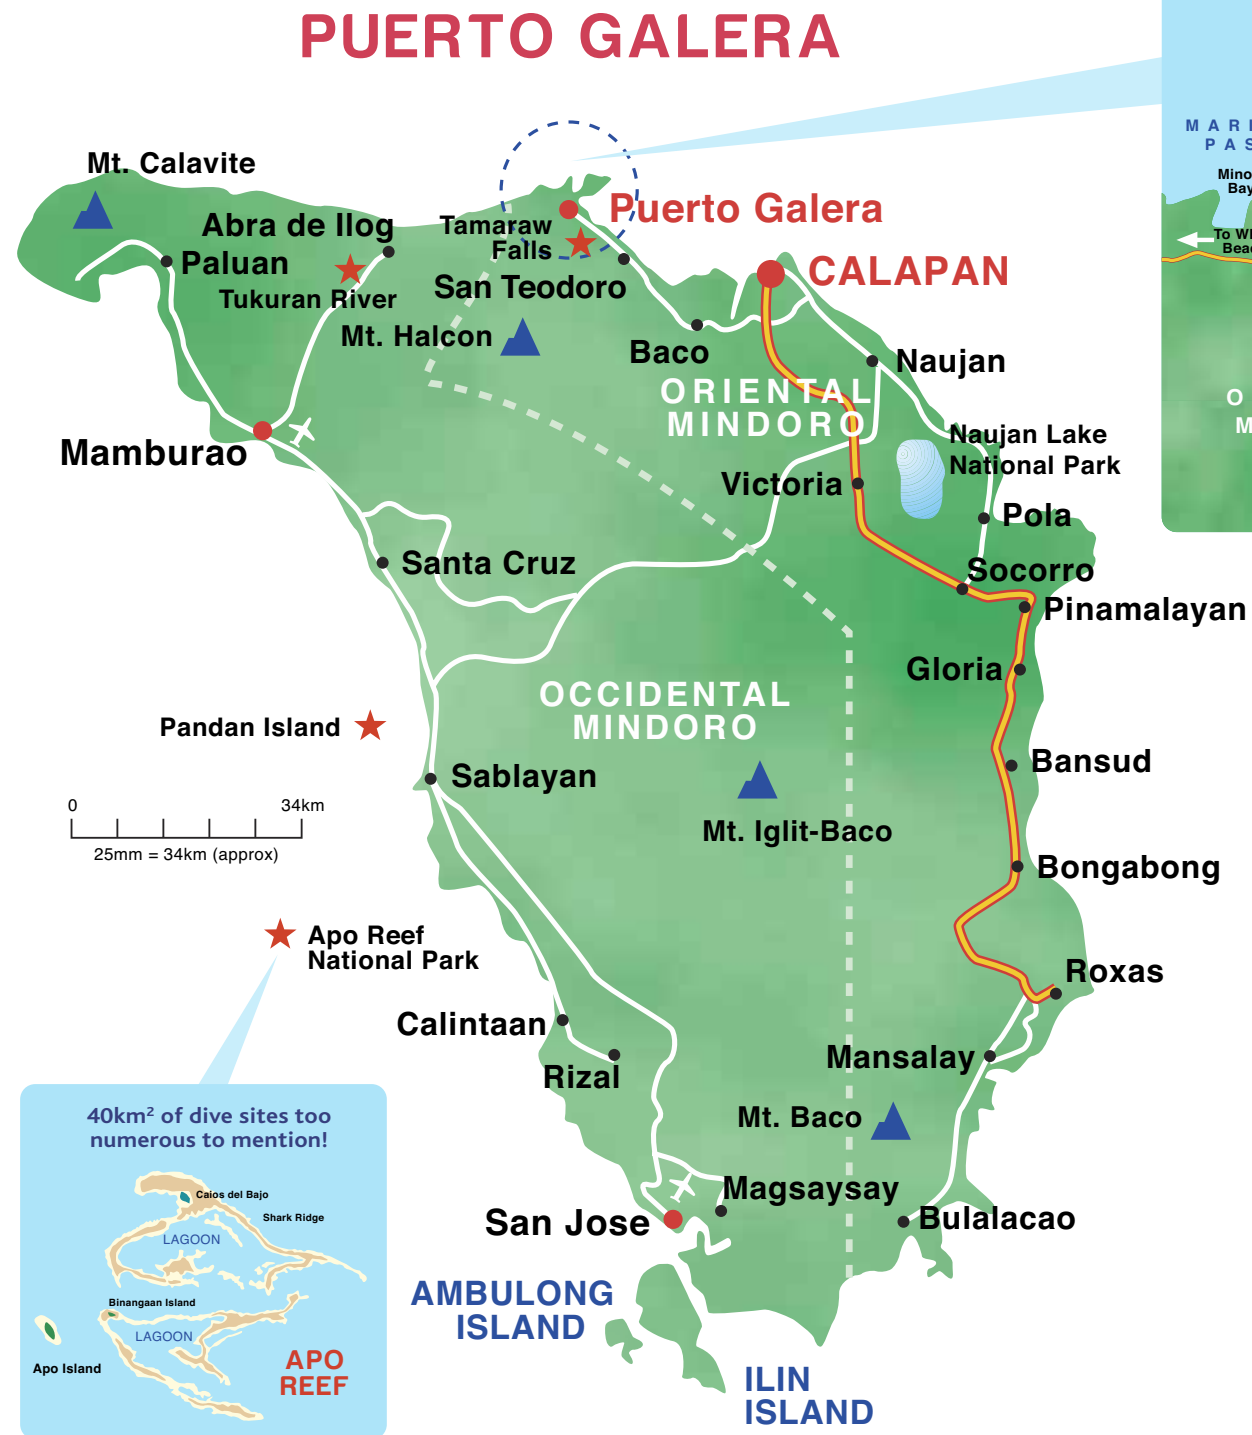 PUERTO GALERA
Mt. Calavite
Abra de Ilog
Paluan
Tukuran River
Tamaraw
Falls
Puerto Galera
San Teodoro
CALAPAN
Mt. Halcon
Baco
Naujan
ORIENTAL
MINDORO
Mamburao
Naujan Lake
National Park
Victoria
Pola
Santa Cruz
Socorro
Pinamalayan
Gloria
OCCIDENTAL
MINDORO
Pandan Island
Sablayan
Bansud
0 34km
25mm = 34km (approx)
Mt. Iglit-Baco
Bongabong
Apo Reef
National Park
Roxas
Calintaan
Rizal
Mansalay
Mt. Baco
Magsaysay
San Jose
Bulalacao
AMBULONG
ISLAND
ILIN
ISLAND
40km² of dive sites too
numerous to mention!
Caios del Bajo
Shark Ridge
LAGOON
Binangaan Island
LAGOON
Apo Island
APO
REEF
To